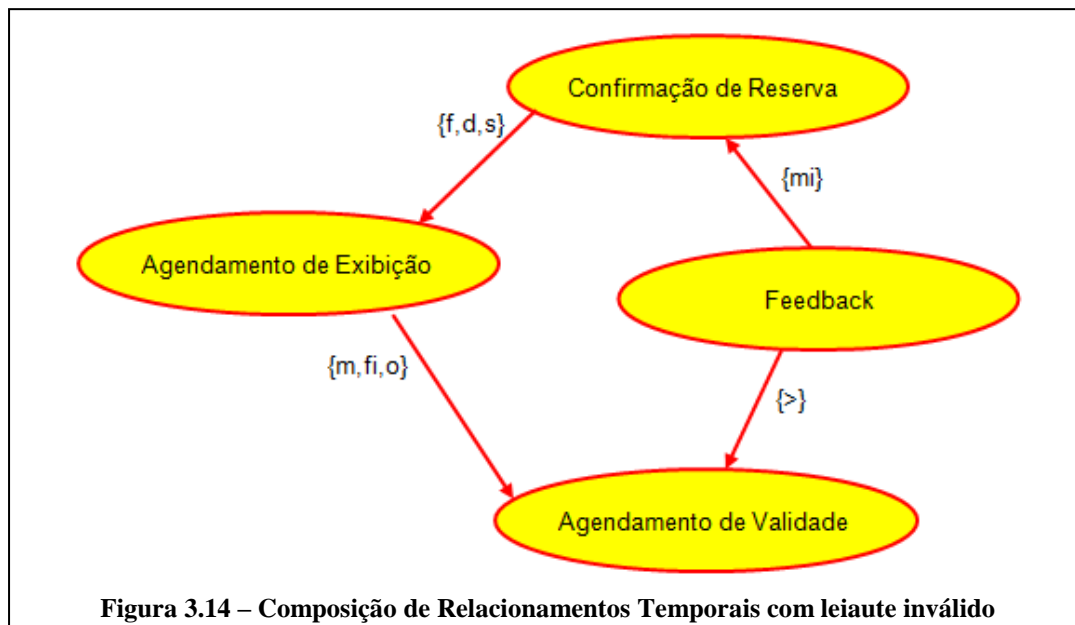 Confirmação de Reserva
{f,d,s}
{mi}
Agendamento de Exibição
Feedback
{m,fi,o}
{>}
Agendamento de Validade
Figura 3.14 – Composição de Relacionamentos Temporais com leiaute inválido